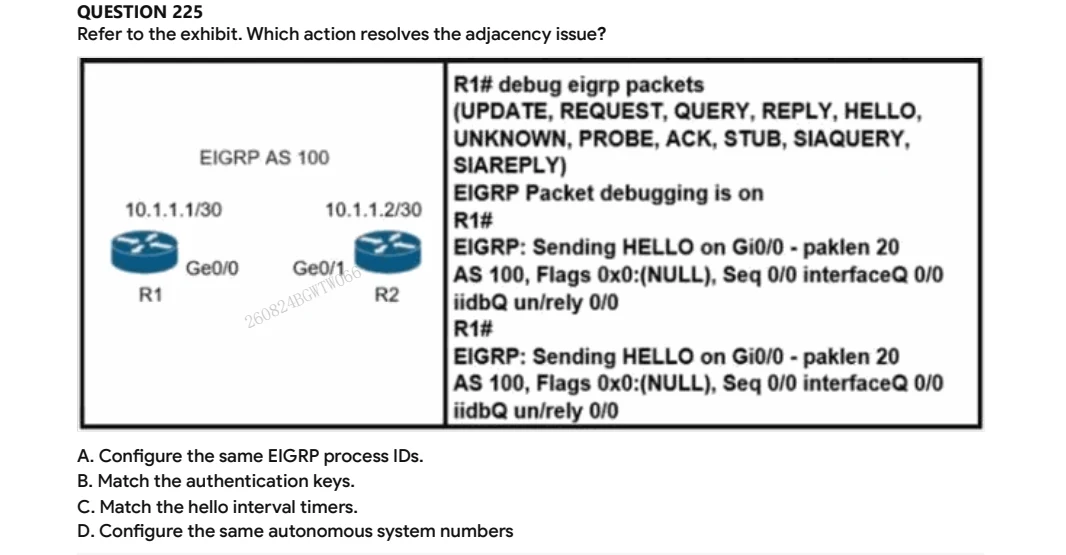 QUESTION 225
Refer to the exhibit. Which action resolves the adjacency issue?
EIGRP AS 100
10.1.1.1/30
10.1.1.2/30
Ge0/0
Ge0/1
R1
R2
260824BGWTW066
R1# debug eigrp packets
(UPDATE, REQUEST, QUERY, REPLY, HELLO,
UNKNOWN, PROBE, ACK, STUB, SIAQUERY,
SIAREPLY)
EIGRP Packet debugging is on
R1#
EIGRP: Sending HELLO on Gi0/0 - paklen 20
AS 100, Flags 0x0:(NULL), Seq 0/0 interfaceQ 0/0
iidbQ un/rely 0/0
R1#
EIGRP: Sending HELLO on Gi0/0 - paklen 20
AS 100, Flags 0x0:(NULL), Seq 0/0 interfaceQ 0/0
iidbQ un/rely 0/0
A. Configure the same EIGRP process IDs.
B. Match the authentication keys.
C. Match the hello interval timers.
D. Configure the same autonomous system numbers